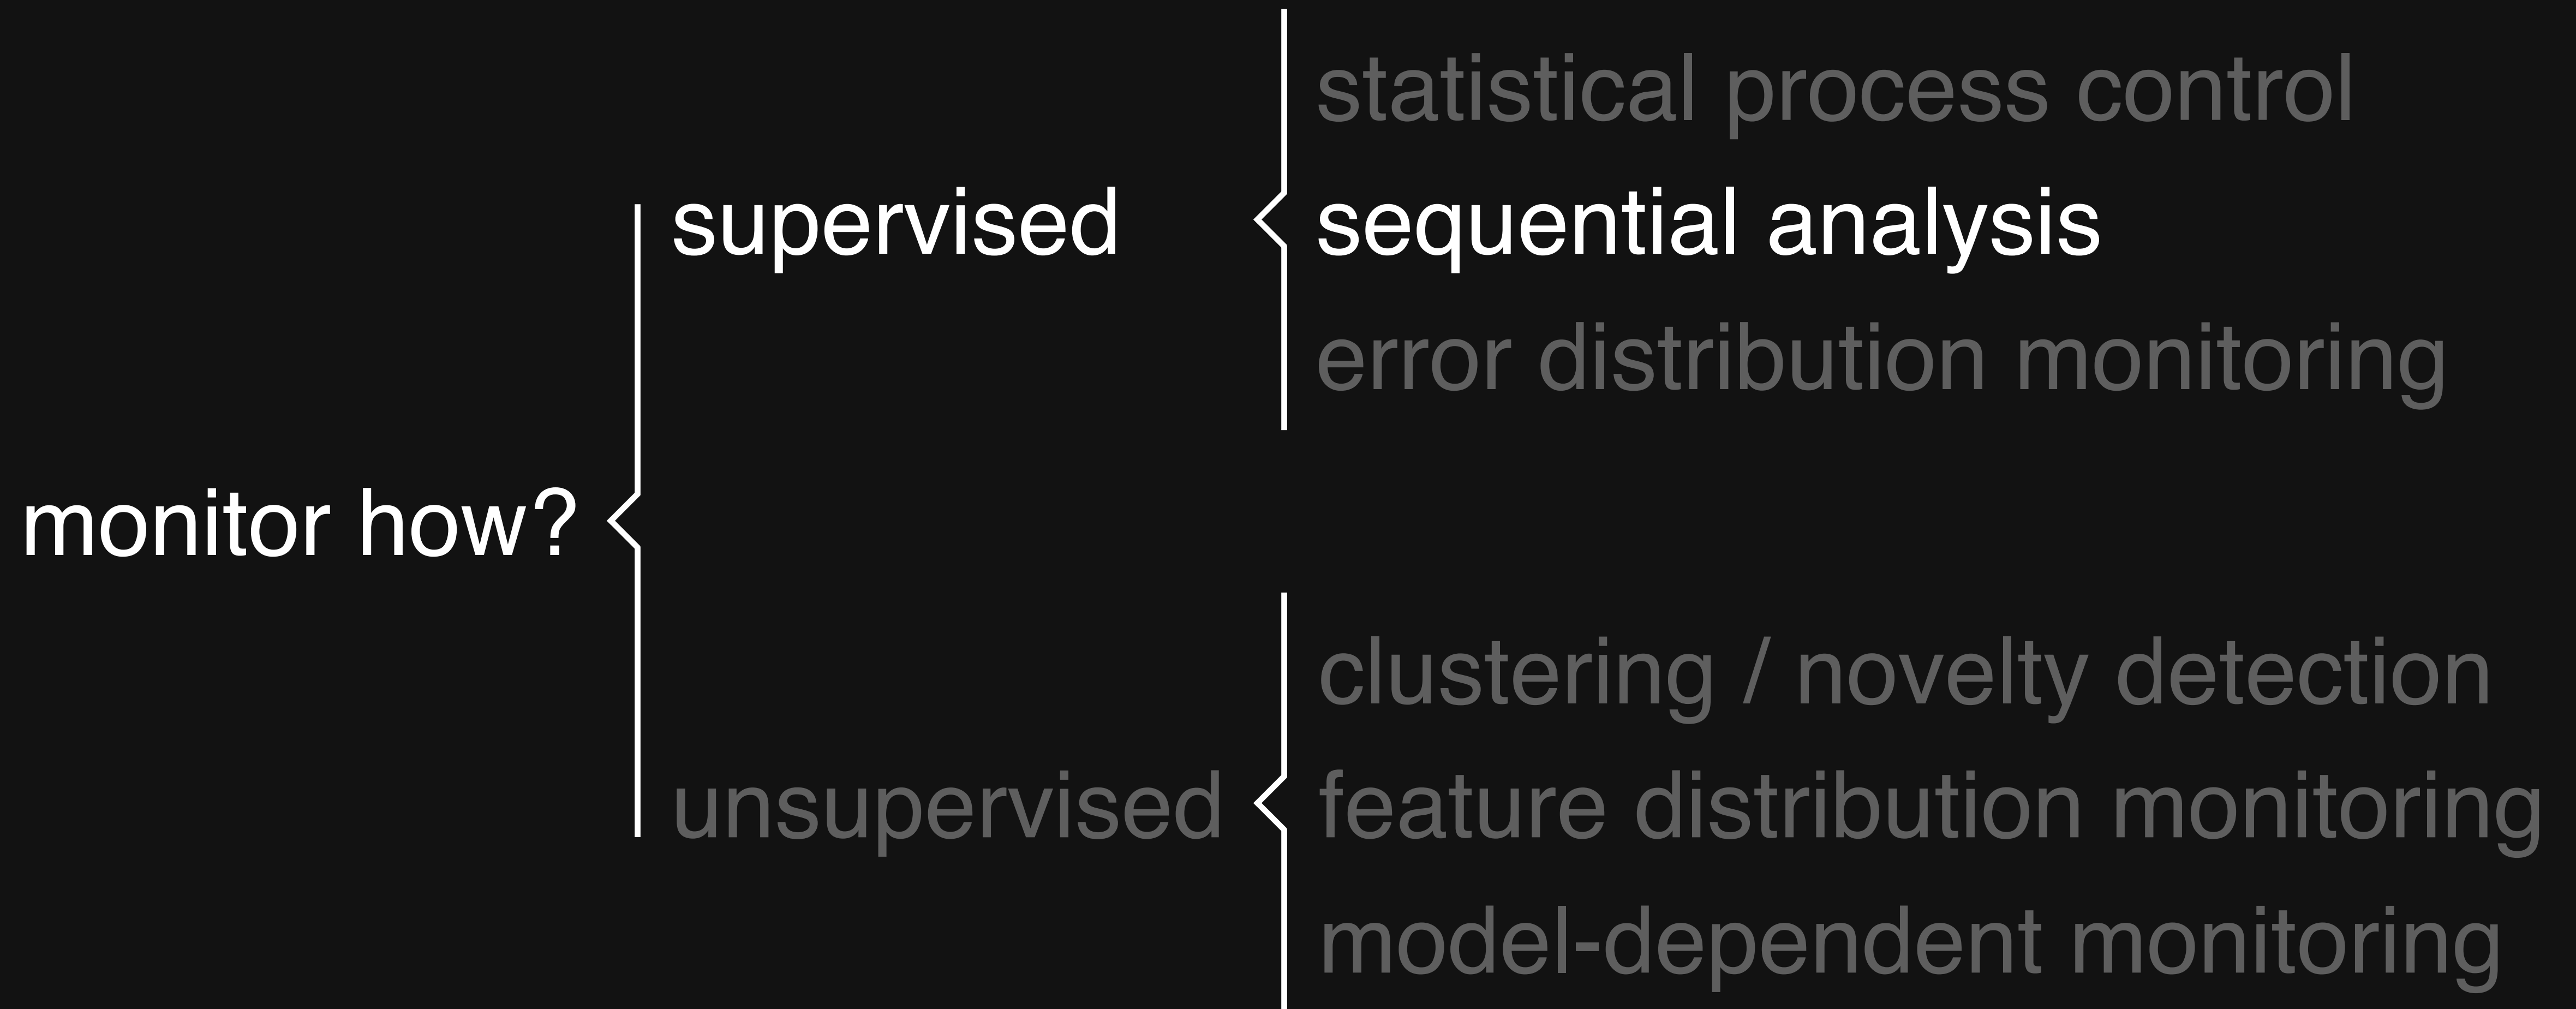 statistical process control
supervised
sequential analysis
error distribution monitoring
monitor how?
clustering / novelty detection
unsupervised
feature distribution monitoring
model-dependent monitoring